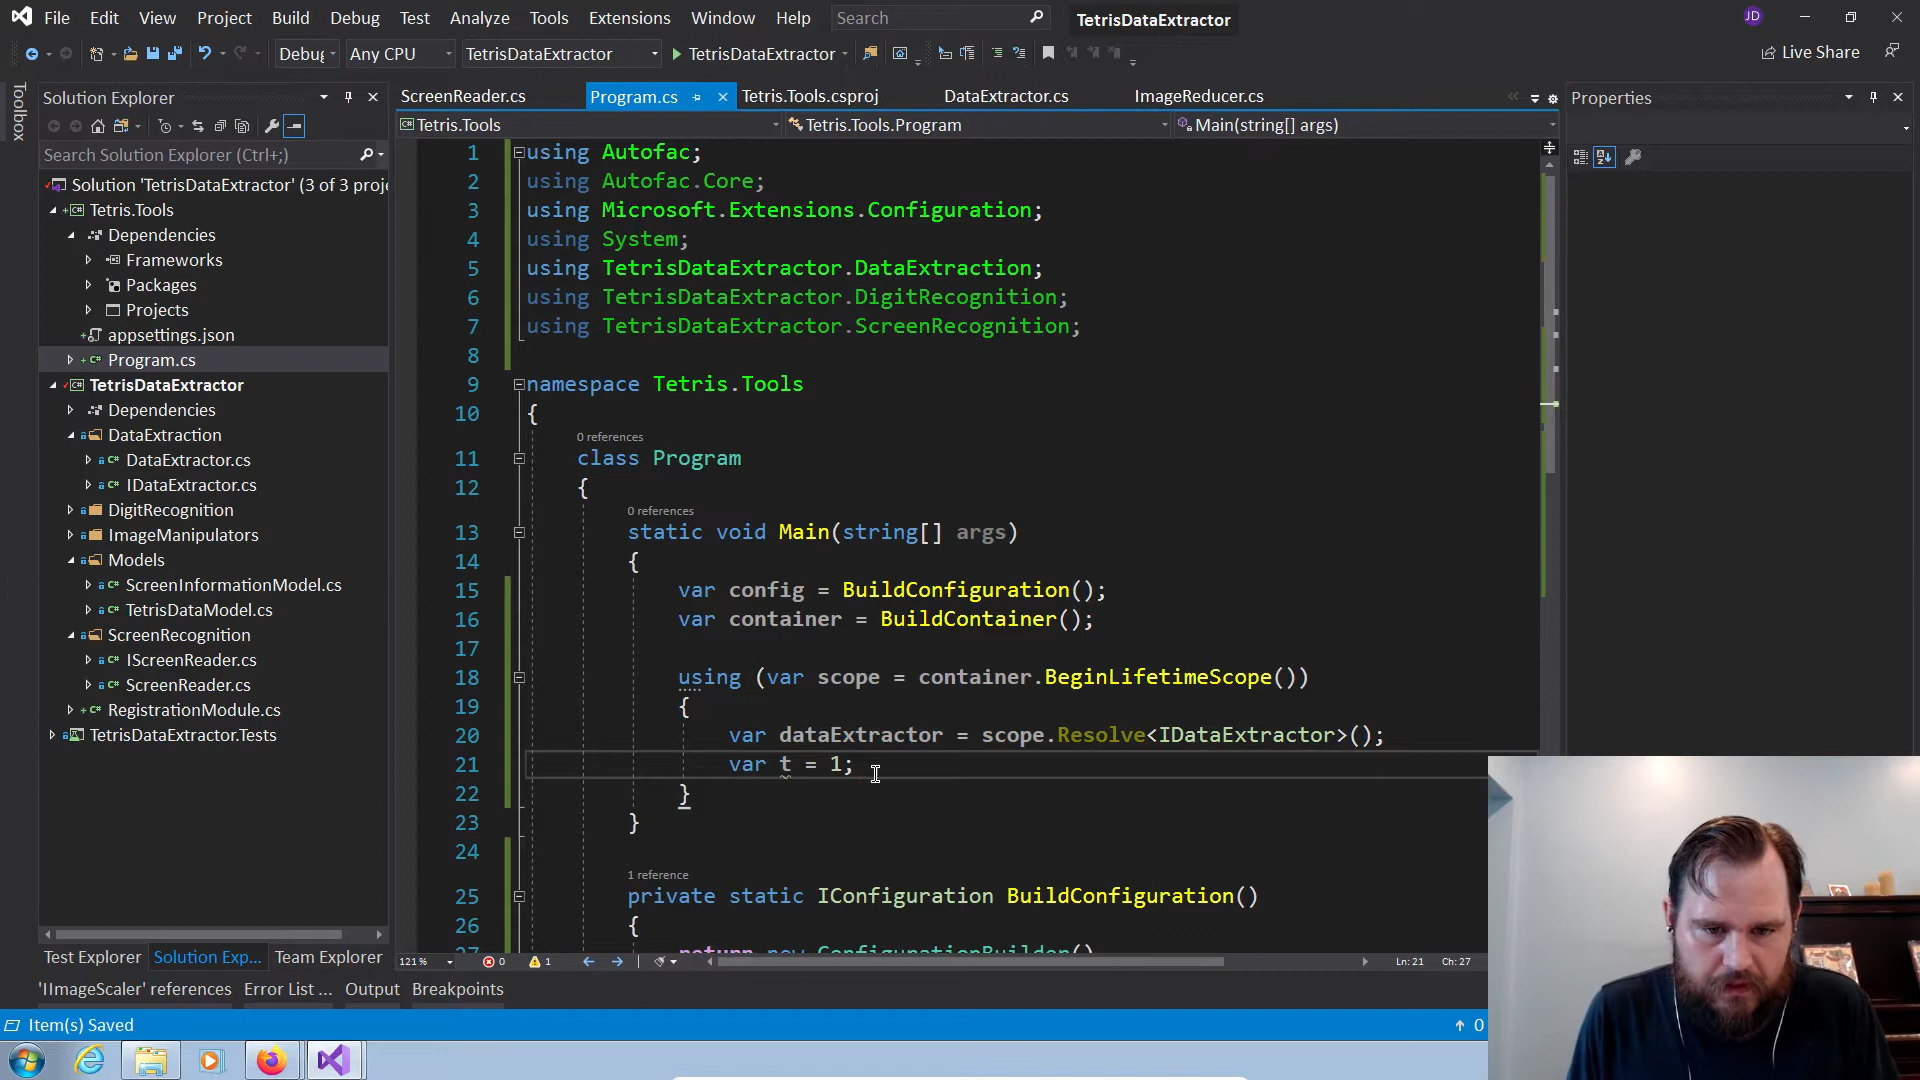 File Edit View Project Build Debug Test Analyze Tools Extensions Window Help Search TetrisDataExtractor JD
Debug Any CPU TetrisDataExtractor TetrisDataExtractor Live Share
Toolbox
Solution Explorer
Search Solution Explorer (Ctrl+;)
Solution 'TetrisDataExtractor' (3 of 3 proje
Tetris.Tools
Dependencies
Frameworks
Packages
Projects
appsettings.json
Program.cs
TetrisDataExtractor
Dependencies
DataExtraction
DataExtractor.cs
IDataExtractor.cs
DigitRecognition
ImageManipulators
Models
ScreenInformationModel.cs
TetrisDataModel.cs
ScreenRecognition
IScreenReader.cs
ScreenReader.cs
RegistrationModule.cs
TetrisDataExtractor.Tests
Test Explorer Solution Exp... Team Explorer
ScreenReader.cs Program.cs Tetris.Tools.csproj DataExtractor.cs ImageReducer.cs
Tetris.Tools Tetris.Tools.Program Main(string[] args)
1 using Autofac;
2 using Autofac.Core;
3 using Microsoft.Extensions.Configuration;
4 using System;
5 using TetrisDataExtractor.DataExtraction;
6 using TetrisDataExtractor.DigitRecognition;
7 using TetrisDataExtractor.ScreenRecognition;
8
9 namespace Tetris.Tools
10 {
0 references
11 class Program
12 {
0 references
13 static void Main(string[] args)
14 {
15 var config = BuildConfiguration();
16 var container = BuildContainer();
17
18 using (var scope = container.BeginLifetimeScope())
19 {
20 var dataExtractor = scope.Resolve<IDataExtractor>();
21 var t = 1;
22 }
23 }
24
1 reference
25 private static IConfiguration BuildConfiguration()
26 {
27 return new ConfigurationBuilder()
121 % 0 1 Ln: 21 Ch: 27
Properties
'IImageScaler' references Error List ... Output Breakpoints
Item(s) Saved 0